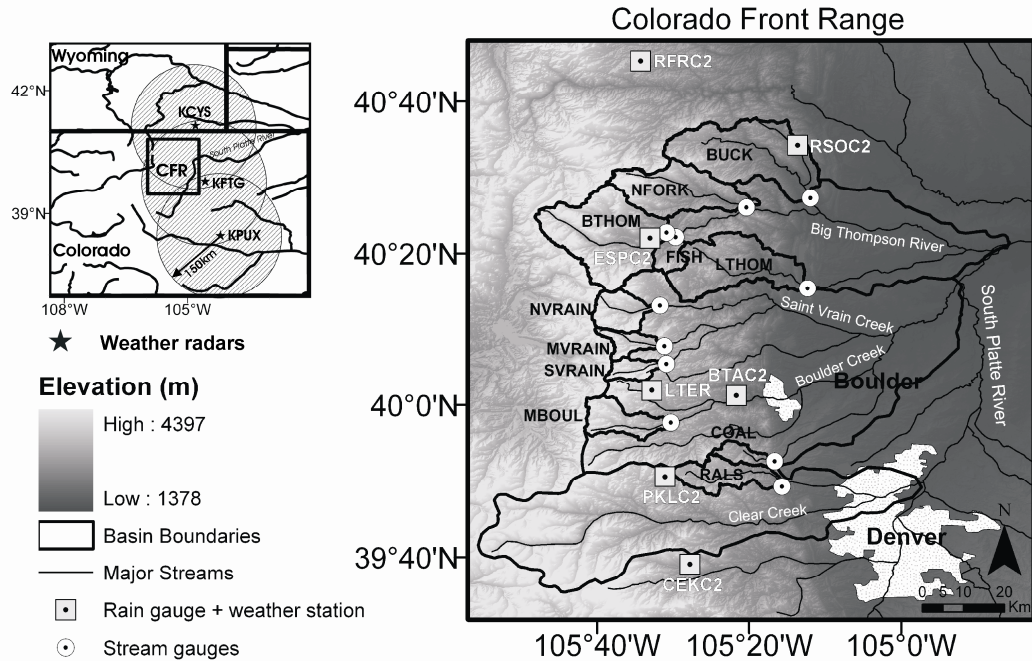 Colorado Front Range
Wyoming
42°N
KCYS
South Platte River
CFR
KFTG
39°N
KPUX
Colorado
150km
108°W
105°W
Weather radars
Elevation (m)
High : 4397
Low : 1378
Basin Boundaries
Major Streams
Rain gauge + weather station
Stream gauges
RFRC2
40°40'N
RSOC2
BUCK
NFORK
BTHOM
Big Thompson River
40°20'N
ESPC2
FISH
LTHOM
NVRAIN
Saint Vrain Creek
South Platte River
MVRAIN
SVRAIN
Boulder Creek
BTAC2
LTER
Boulder
40°0'N
MBOUL
COAL
RALS
PKLC2
Clear Creek
N
Denver
39°40'N
CEKC2
0 5 10 20
Km
105°40'W
105°20'W
105°0'W